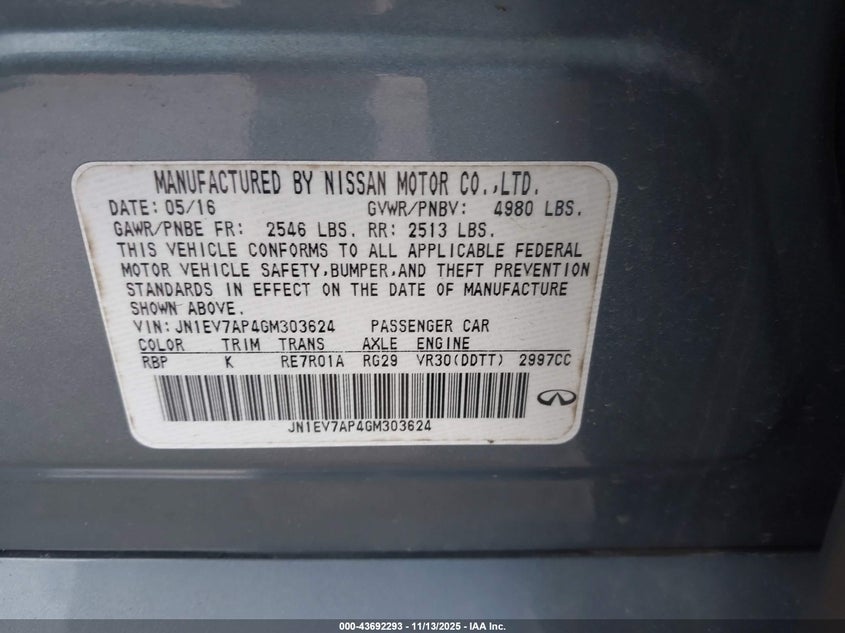 MANUFACTURED BY NISSAN MOTOR CO.,LTD.
DATE: 05/16 GVWR/PNBV: 4980 LBS.
GAWR/PNBE FR: 2546 LBS. RR: 2513 LBS.
THIS VEHICLE CONFORMS TO ALL APPLICABLE FEDERAL
MOTOR VEHICLE SAFETY,BUMPER,AND THEFT PREVENTION
STANDARDS IN EFFECT ON THE DATE OF MANUFACTURE
SHOWN ABOVE.
VIN: JN1EV7AP4GM303624 PASSENGER CAR
COLOR TRIM TRANS AXLE ENGINE
RBP K RE7R01A RG29 VR30(DDTT) 2997CC
JN1EV7AP4GM303624
000-43692293 - 11/13/2025 - IAA Inc.